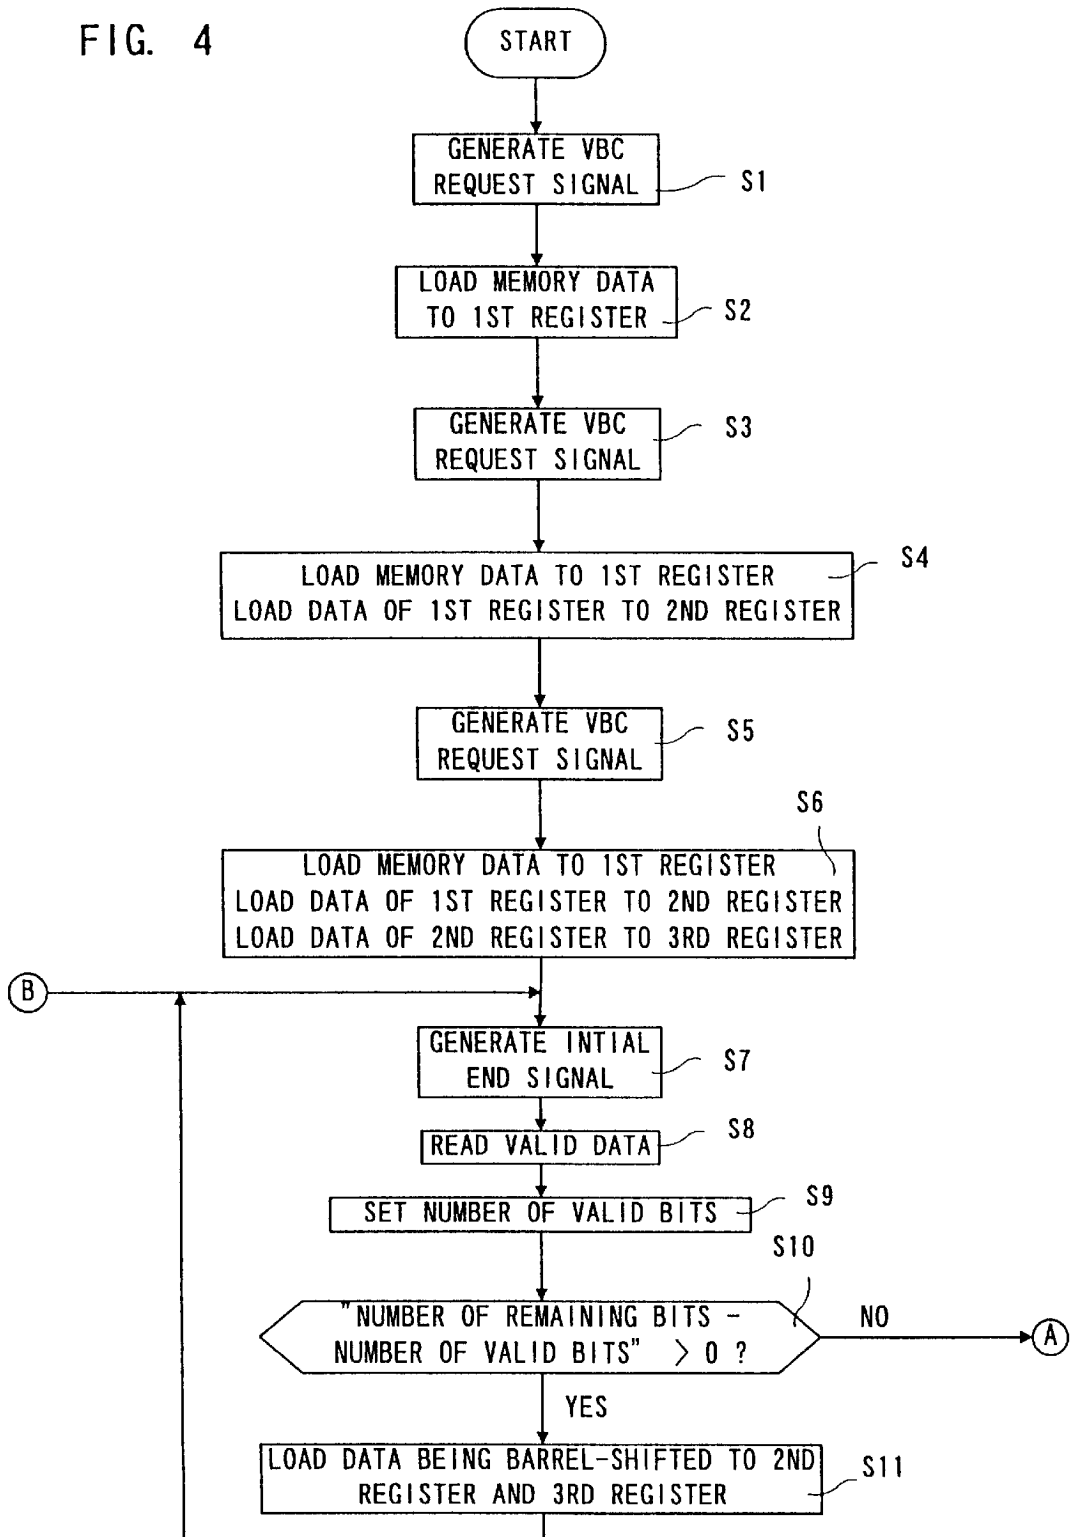 FIG. 4
START
GENERATE VBC
REQUEST SIGNAL
S1
LOAD MEMORY DATA
TO 1ST REGISTER
S2
GENERATE VBC
REQUEST SIGNAL
S3
LOAD MEMORY DATA TO 1ST REGISTER
LOAD DATA OF 1ST REGISTER TO 2ND REGISTER
S4
GENERATE VBC
REQUEST SIGNAL
S5
S6
LOAD MEMORY DATA TO 1ST REGISTER
LOAD DATA OF 1ST REGISTER TO 2ND REGISTER
LOAD DATA OF 2ND REGISTER TO 3RD REGISTER
B
GENERATE INTIAL
END SIGNAL
S7
READ VALID DATA
S8
SET NUMBER OF VALID BITS
S9
S10
"NUMBER OF REMAINING BITS -
NUMBER OF VALID BITS" > 0 ?
NO
A
YES
LOAD DATA BEING BARREL-SHIFTED TO 2ND
REGISTER AND 3RD REGISTER
S11